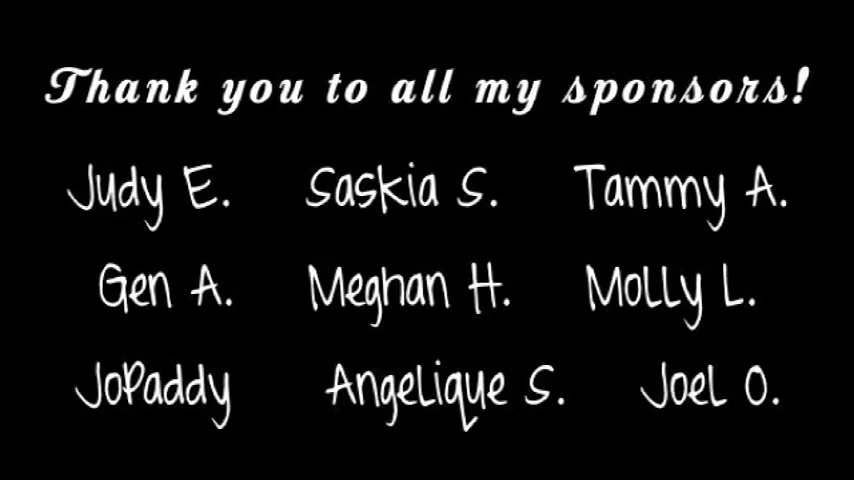 Thank you to all my sponsors!
Judy E. Saskia S. Tammy A.
Gen A. Meghan H. Molly L.
JoPaddy Angelique S. Joel O.